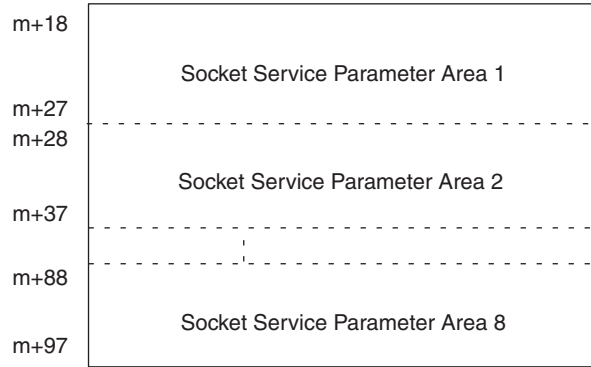 m+18
Socket Service Parameter Area 1
m+27
m+28
Socket Service Parameter Area 2
m+37
m+88
Socket Service Parameter Area 8
m+97